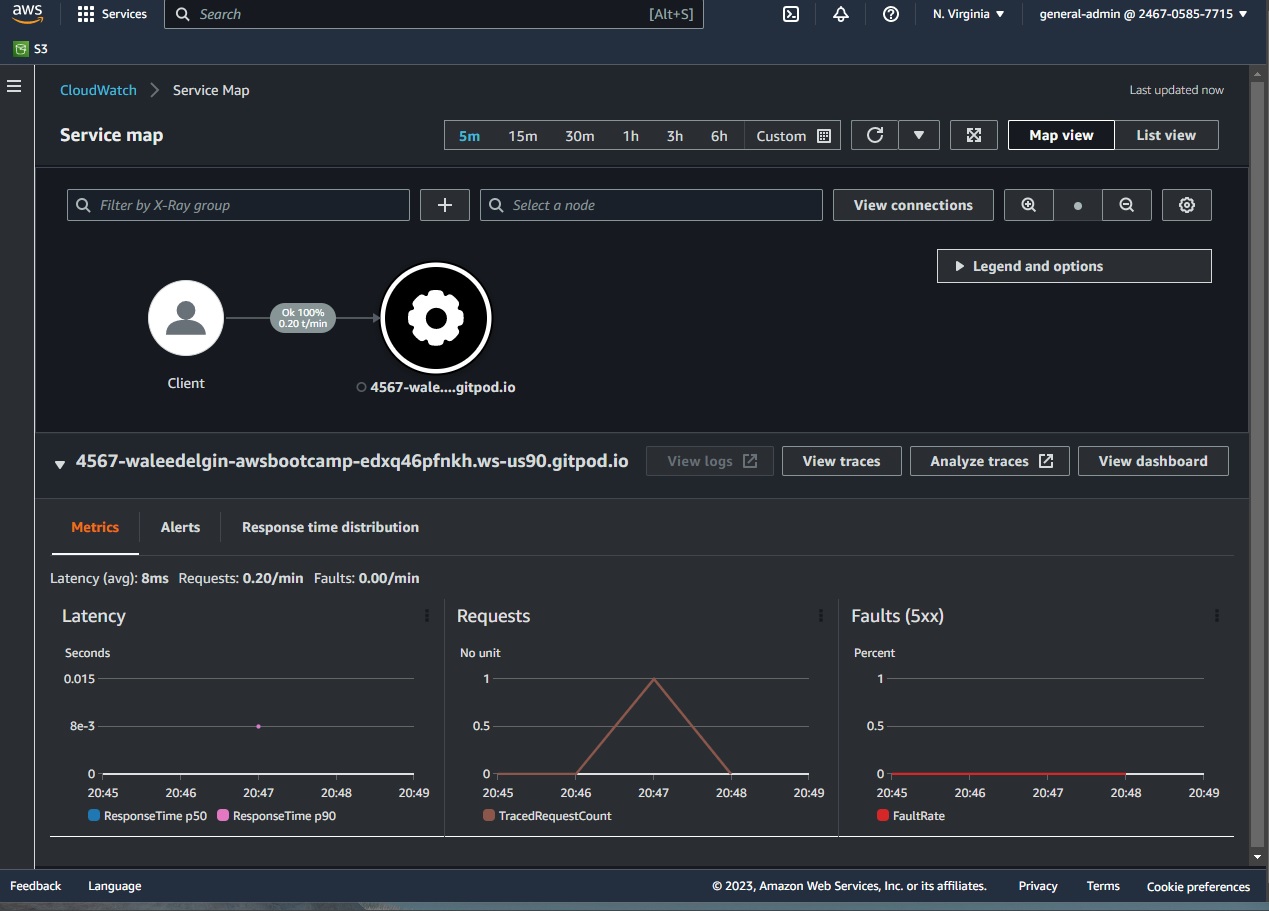 aws Services Search [Alt+S] N. Virginia general-admin @ 2467-0585-7715
S3
CloudWatch Service Map Last updated now
Service map 5m 15m 30m 1h 3h 6h Custom Map view List view
Filter by X-Ray group Select a node View connections
Legend and options
Ok 100%
0.20 t/min
Client
4567-wale....gitpod.io
4567-waleedelgin-awsbootcamp-edxq46pfnkh.ws-us90.gitpod.io View logs View traces Analyze traces View dashboard
Metrics Alerts Response time distribution
Latency (avg): 8ms Requests: 0.20/min Faults: 0.00/min
Latency
Seconds
0.015
8e-3
0
20:45 20:46 20:47 20:48 20:49
ResponseTime p50 ResponseTime p90
Requests
No unit
1
0.5
0
20:45 20:46 20:47 20:48 20:49
TracedRequestCount
Faults (5xx)
Percent
1
0.5
0
20:45 20:46 20:47 20:48 20:49
FaultRate
Feedback Language © 2023, Amazon Web Services, Inc. or its affiliates. Privacy Terms Cookie preferences